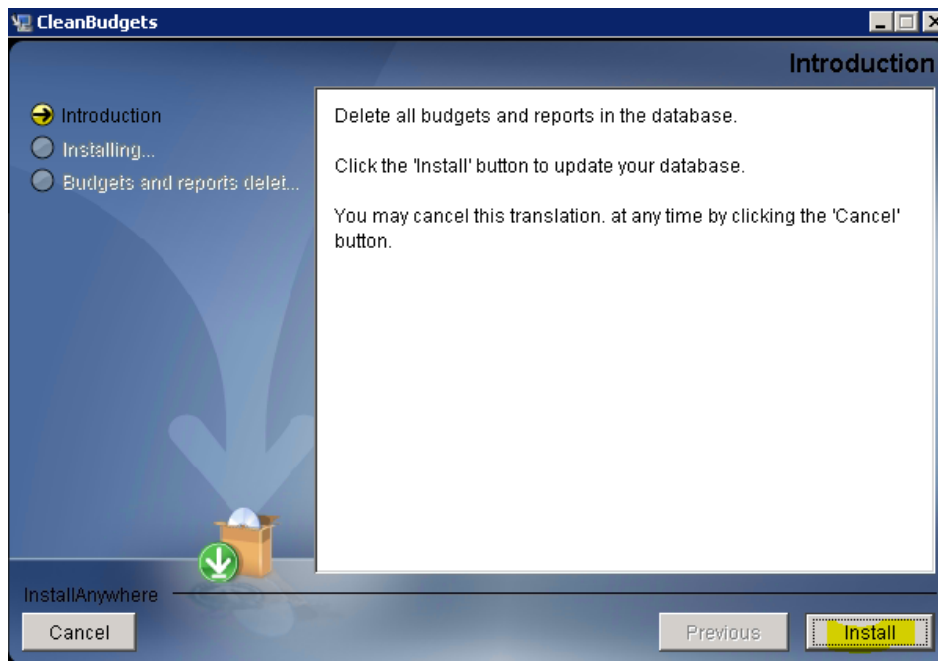 CleanBudgets
Introduction
Introduction
Installing...
Budgets and reports delet...
Delete all budgets and reports in the database.
Click the 'Install' button to update your database.
You may cancel this translation. at any time by clicking the 'Cancel'
button.
InstallAnywhere
Cancel
Previous
Install